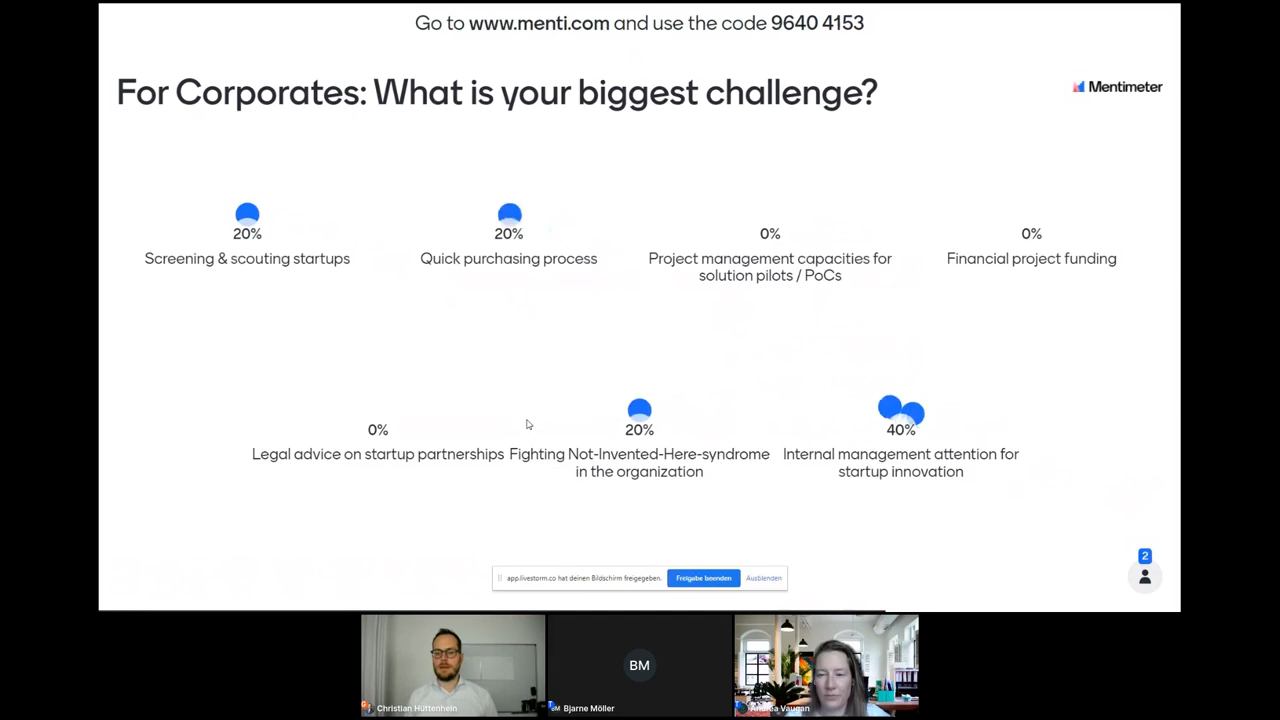 Go to www.menti.com and use the code 9640 4153
For Corporates: What is your biggest challenge?
Mentimeter
20%
20%
0%
0%
Screening & scouting startups
Quick purchasing process
Project management capacities for
solution pilots / PoCs
Financial project funding
0%
20%
40%
Legal advice on startup partnerships
Fighting Not-Invented-Here-syndrome
in the organization
Internal management attention for
startup innovation
2
app.livestorm.co hat deinen Bildschirm freigegeben.
Freigabe beenden
Ausblenden
BM
Christian Hüttenhein
BM
Bjarne Möller
Andrea Vaugan